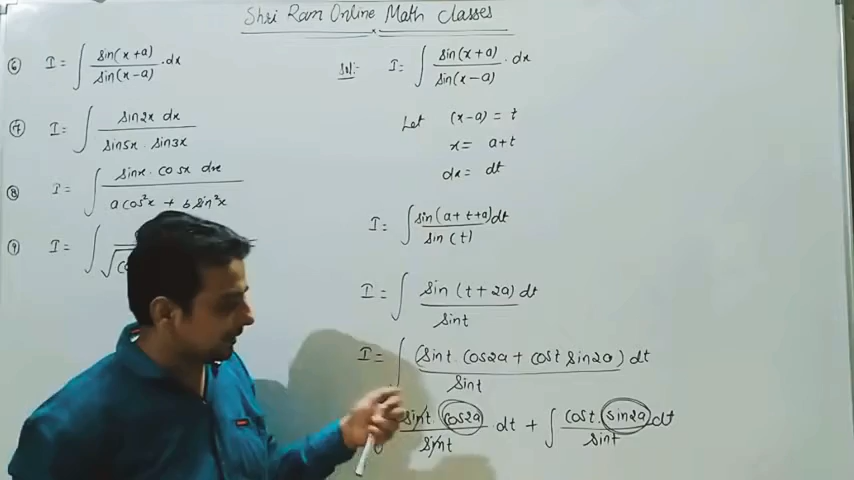 Shri Ram Online Math Classes
⑥ I = ∫ sin(x+a)/sin(x-a) .dx
⑦ I = ∫ sin2x dx / sin5x . sin3x
⑧ I = ∫ sinx . cosx dx / a cos²x + b sin²x
⑨ I = ∫
Sol:- I = ∫ sin(x+a)/sin(x-a) . dx
Let (x-a) = t
x = a+t
dx = dt
I = ∫ sin(a+t+a)dt / sin(t)
I = ∫ sin(t+2a)dt / sint
I = ∫ (sint . cos2a + cost sin2a)dt / sint
sint cos2a / sint dt + ∫ cost . sin2a / sint dt